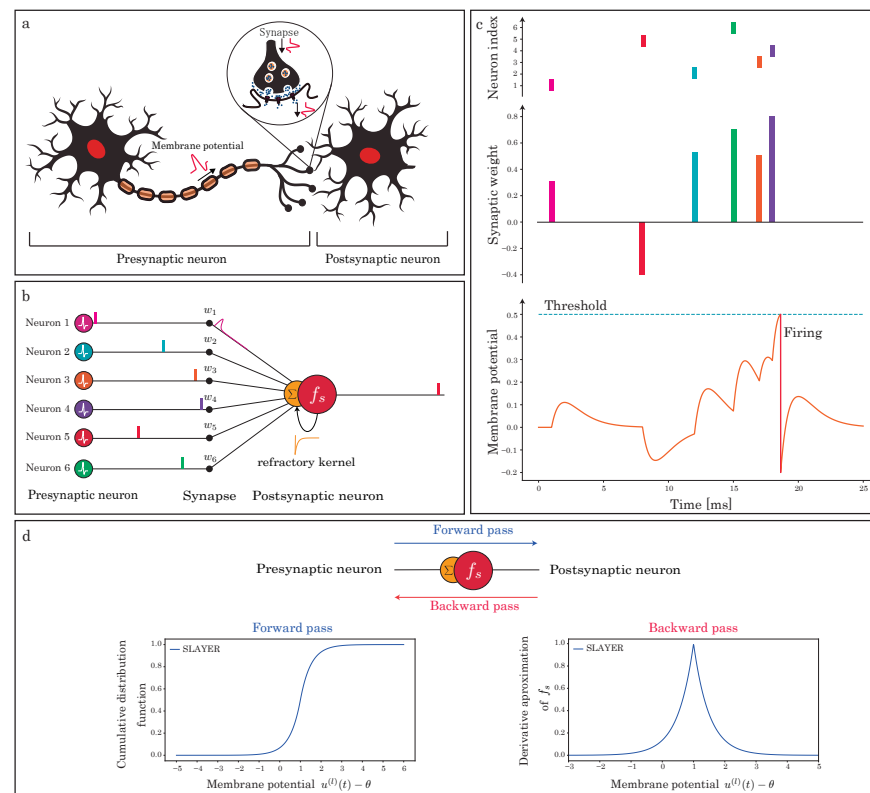 a
Synapse
Membrane potential
Presynaptic neuron
Postsynaptic neuron
b
Neuron 1
w1
Neuron 2
w2
Neuron 3
w3
Neuron 4
w4
Neuron 5
w5
Neuron 6
w6
Σ
fs
refractory kernel
Presynaptic neuron
Synapse
Postsynaptic neuron
c
Neuron index
6
5
4
3
2
1
Synaptic weight
0.8
0.6
0.4
0.2
0.0
−0.2
−0.4
Threshold
Firing
Membrane potential
0.5
0.4
0.3
0.2
0.1
0.0
−0.1
−0.2
0 5 10 15 20 25
Time [ms]
d
Forward pass
Presynaptic neuron
Σ
fs
Postsynaptic neuron
Backward pass
Forward pass
SLAYER
Cumulative distribution
function
1.0
0.8
0.6
0.4
0.2
0.0
−5 −4 −3 −2 −1 0 1 2 3 4 5 6
Membrane potential u(l)(t) − θ
Backward pass
SLAYER
Derivative aproximation
of fs
1.0
0.8
0.6
0.4
0.2
0.0
−3 −2 −1 0 1 2 3 4 5
Membrane potential u(l)(t) − θ